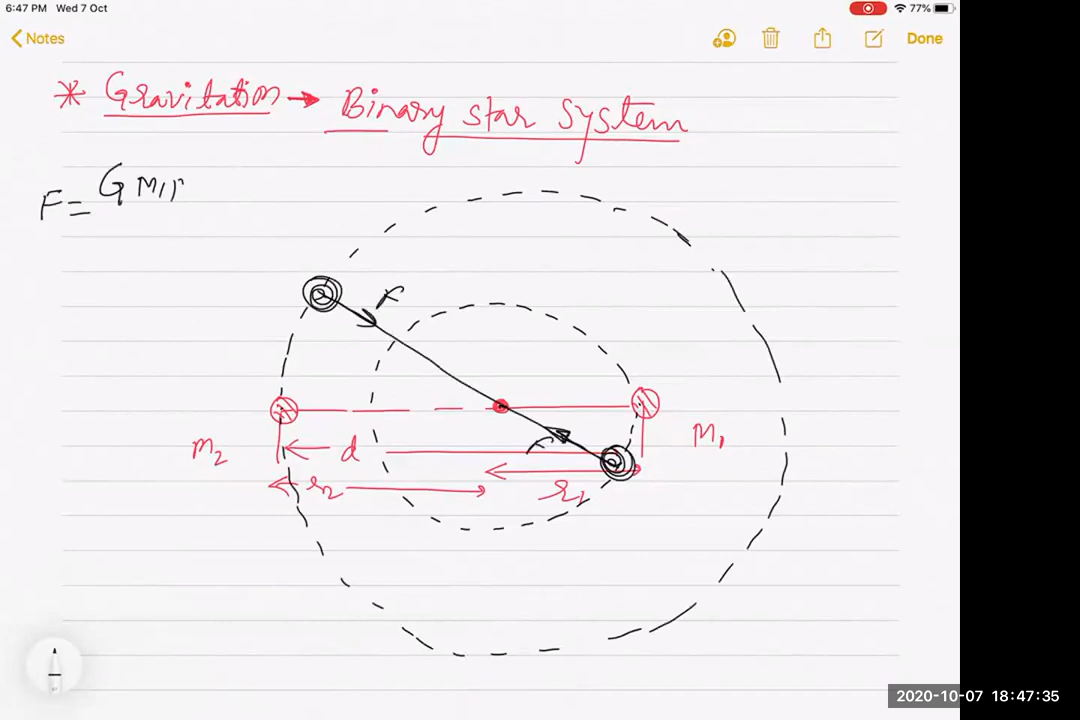 6:47 PM Wed 7 Oct 77%
Notes Done
* Gravitation → Binary star System
F = G M1
F
M2 M1
d
F
r2 r1
2020-10-07 18:47:35